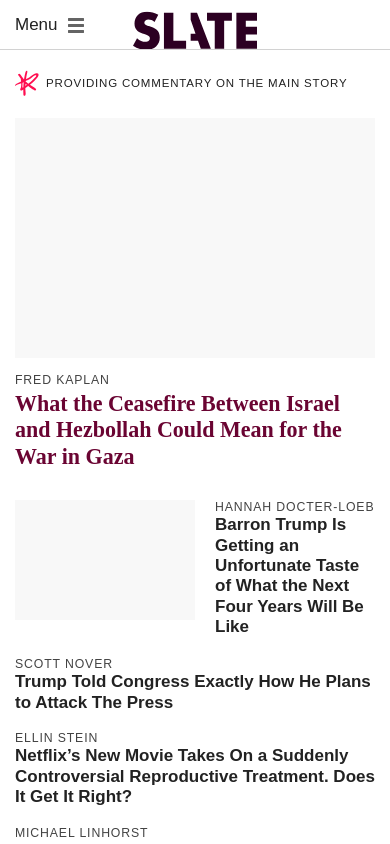 Menu
SLATE
PROVIDING COMMENTARY ON THE MAIN STORY
FRED KAPLAN
What the Ceasefire Between Israel
and Hezbollah Could Mean for the
War in Gaza
HANNAH DOCTER-LOEB
Barron Trump Is
Getting an
Unfortunate Taste
of What the Next
Four Years Will Be
Like
SCOTT NOVER
Trump Told Congress Exactly How He Plans
to Attack The Press
ELLIN STEIN
Netflix’s New Movie Takes On a Suddenly
Controversial Reproductive Treatment. Does
It Get It Right?
MICHAEL LINHORST